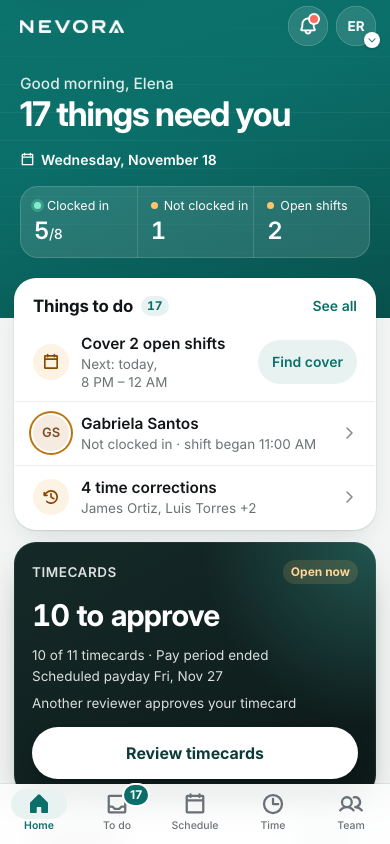 NEVORA
ER
Good morning, Elena
17 things need you
Wednesday, November 18
Clocked in
5/8
Not clocked in
1
Open shifts
2
Things to do 17
See all
Cover 2 open shifts
Next: today,
8 PM – 12 AM
Find cover
GS
Gabriela Santos
Not clocked in · shift began 11:00 AM
4 time corrections
James Ortiz, Luis Torres +2
TIMECARDS
Open now
10 to approve
10 of 11 timecards · Pay period ended
Scheduled payday Fri, Nov 27
Another reviewer approves your timecard
Review timecards
17
Home
To do
Schedule
Time
Team